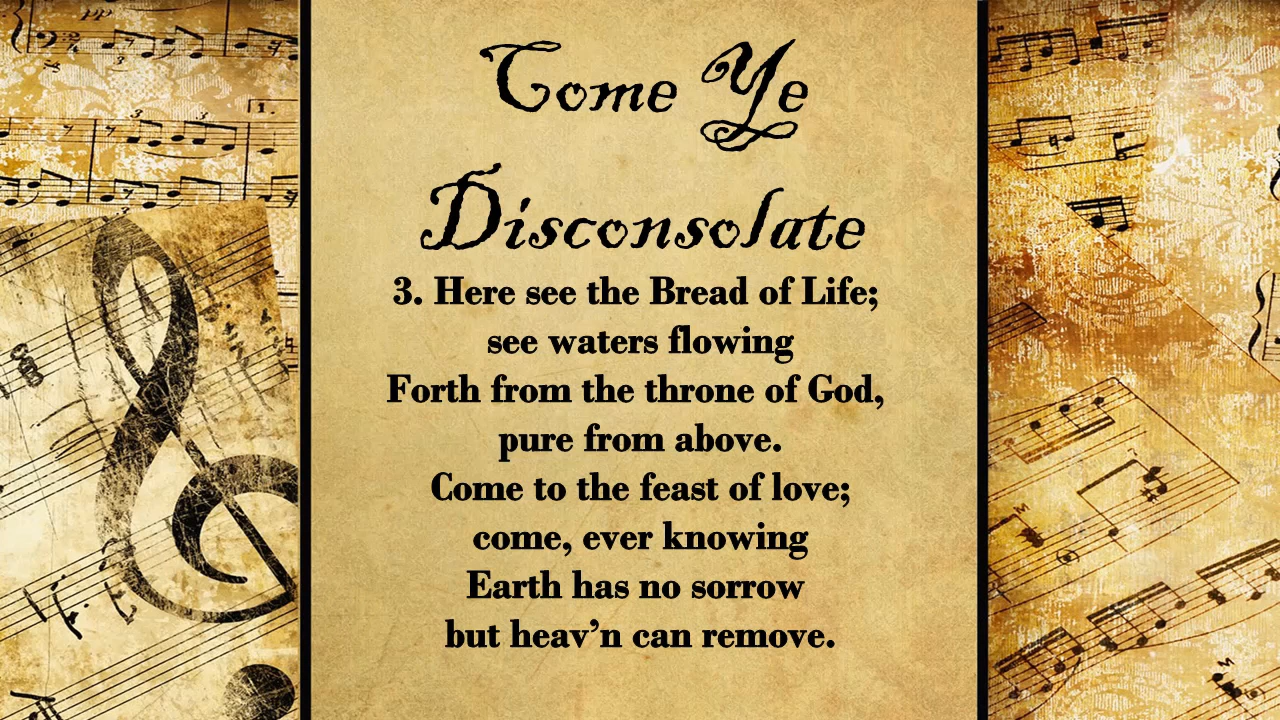 Come Ye
Disconsolate
3. Here see the Bread of Life;
see waters flowing
Forth from the throne of God,
pure from above.
Come to the feast of love;
come, ever knowing
Earth has no sorrow
but heav’n can remove.